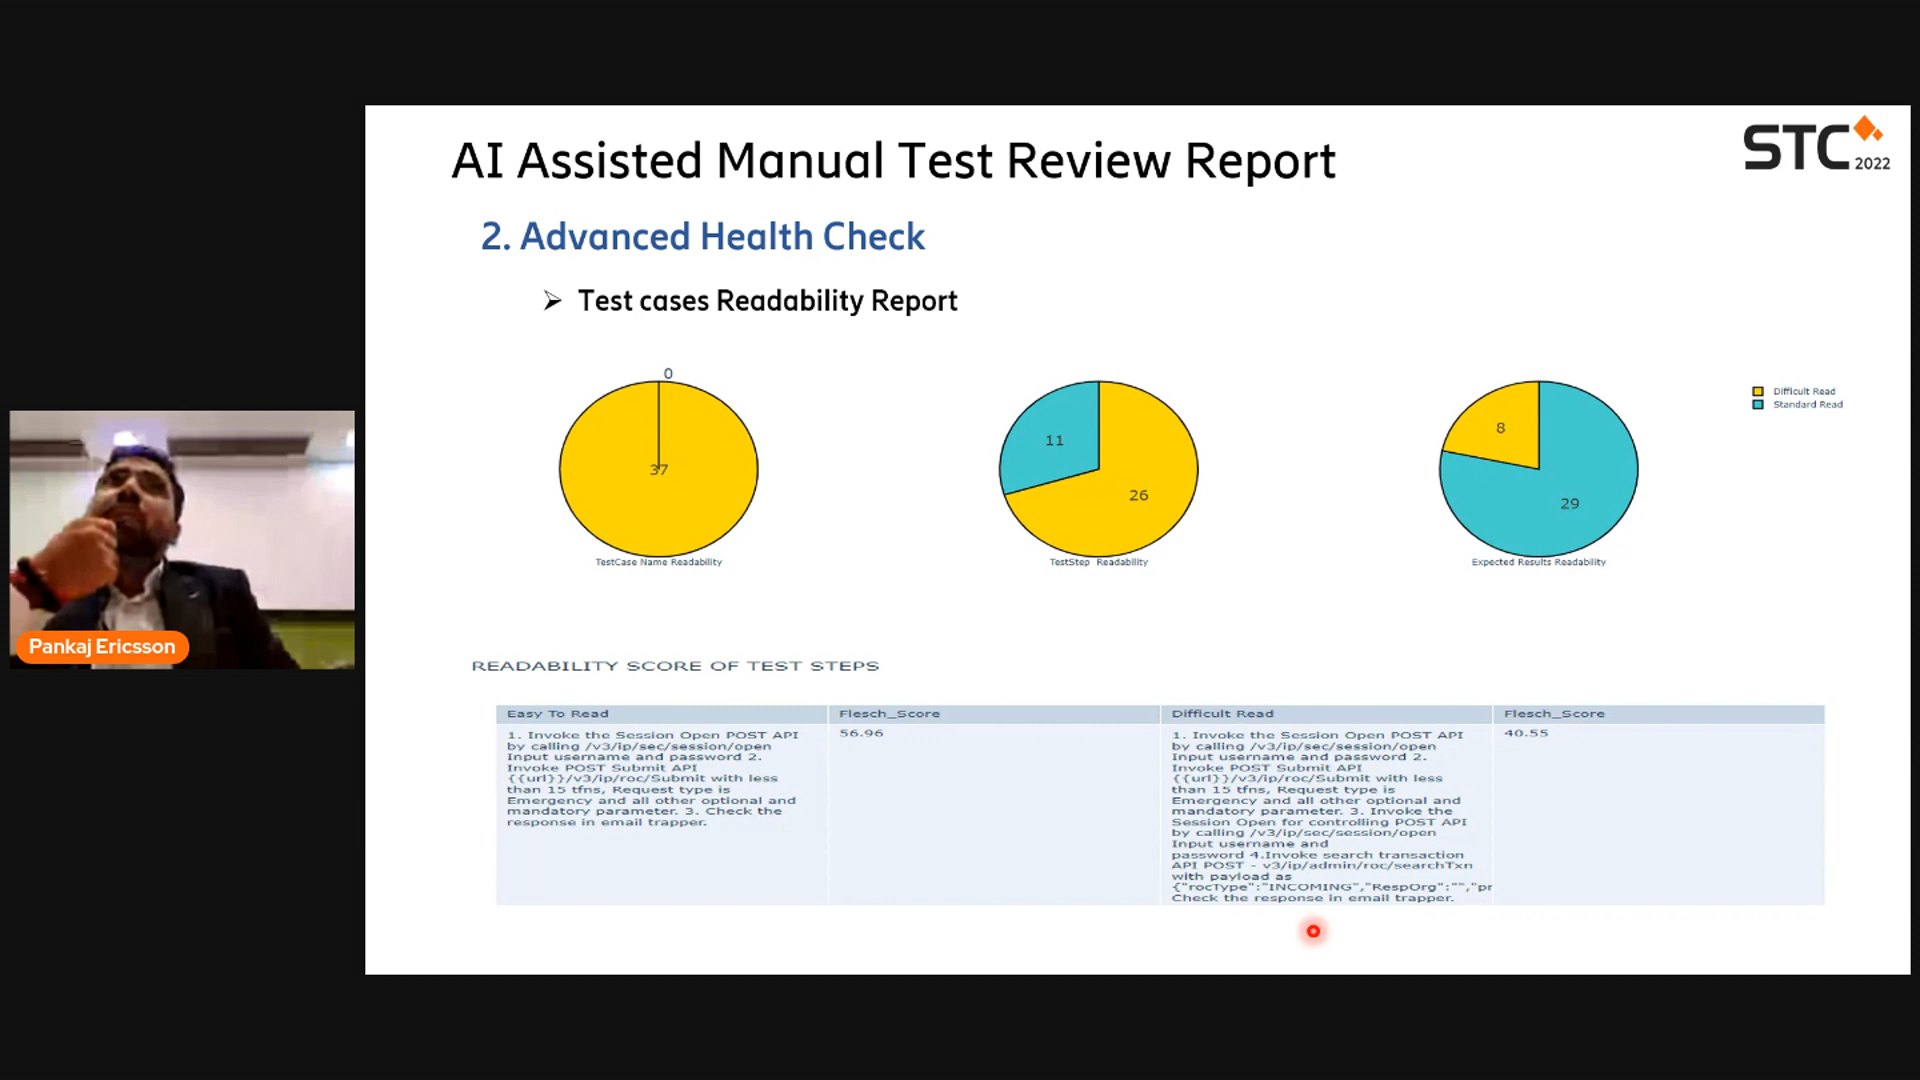 AI Assisted Manual Test Review Report
STC 2022
2. Advanced Health Check
➢ Test cases Readability Report
0
37
TestCase Name Readability
11
26
TestStep Readability
8
29
Expected Results Readability
Difficult Read
Standard Read
Pankaj Ericsson
READABILITY SCORE OF TEST STEPS
Easy To Read
Flesch_Score
Difficult Read
Flesch_Score
1. Invoke the Session Open POST API
by calling /v3/ip/sec/session/open
Input username and password 2.
Invoke POST Submit API
{{url}}/v3/ip/roc/Submit with less
than 15 tfns, Request type is
Emergency and all other optional and
mandatory parameter. 3. Check the
response in email trapper.
56.96
1. Invoke the Session Open POST API
by calling /v3/ip/sec/session/open
Input username and password 2.
Invoke POST Submit API
{{url}}/v3/ip/roc/Submit with less
than 15 tfns, Request type is
Emergency and all other optional and
mandatory parameter. 3. Invoke the
Session Open for controlling POST API
by calling /v3/ip/sec/session/open
Input username and
password 4.Invoke search transaction
API POST - v3/ip/admin/roc/searchTxn
with payload as
{"rocType":"INCOMING","RespOrg":"","pr
Check the response in email trapper.
40.55